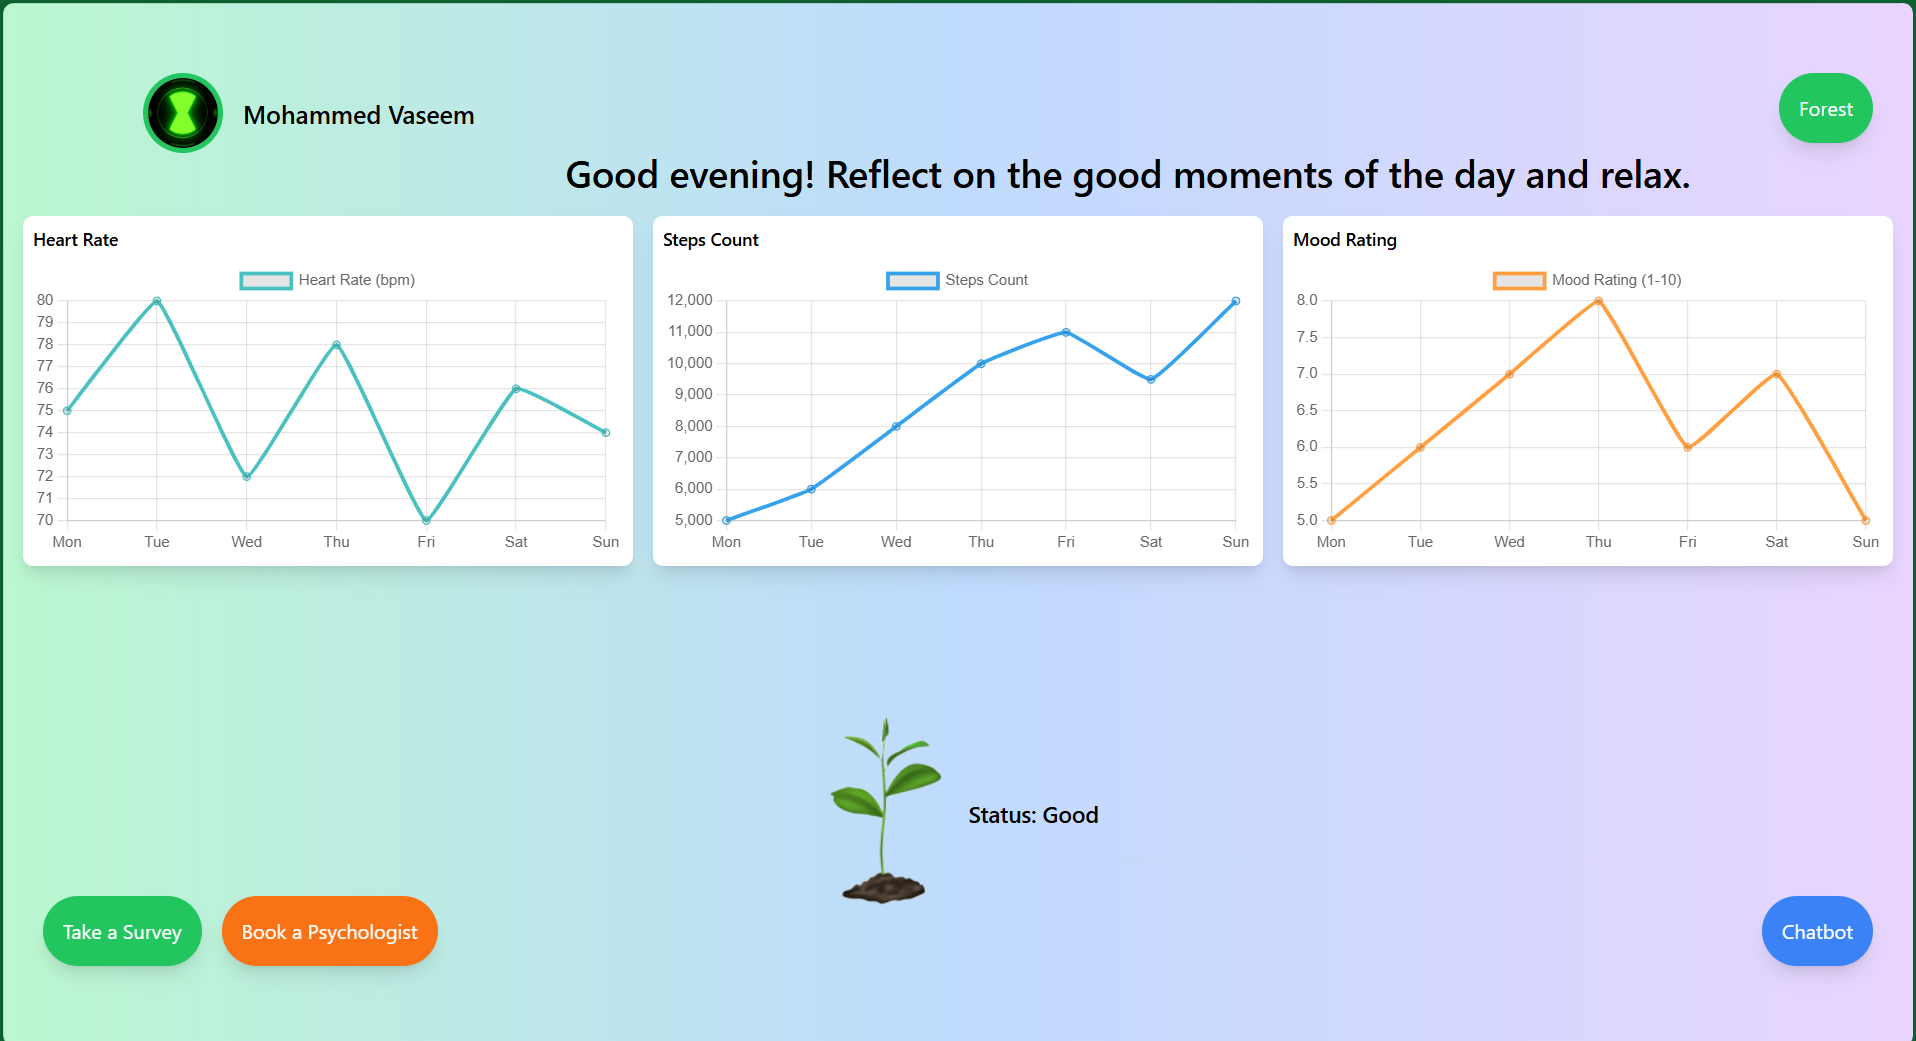 Mohammed Vaseem
Forest
Good evening! Reflect on the good moments of the day and relax.
Heart Rate
Heart Rate (bpm)
80
79
78
77
76
75
74
73
72
71
70
Mon Tue Wed Thu Fri Sat Sun
Steps Count
Steps Count
12,000
11,000
10,000
9,000
8,000
7,000
6,000
5,000
Mon Tue Wed Thu Fri Sat Sun
Mood Rating
Mood Rating (1-10)
8.0
7.5
7.0
6.5
6.0
5.5
5.0
Mon Tue Wed Thu Fri Sat Sun
Status: Good
Take a Survey
Book a Psychologist
Chatbot